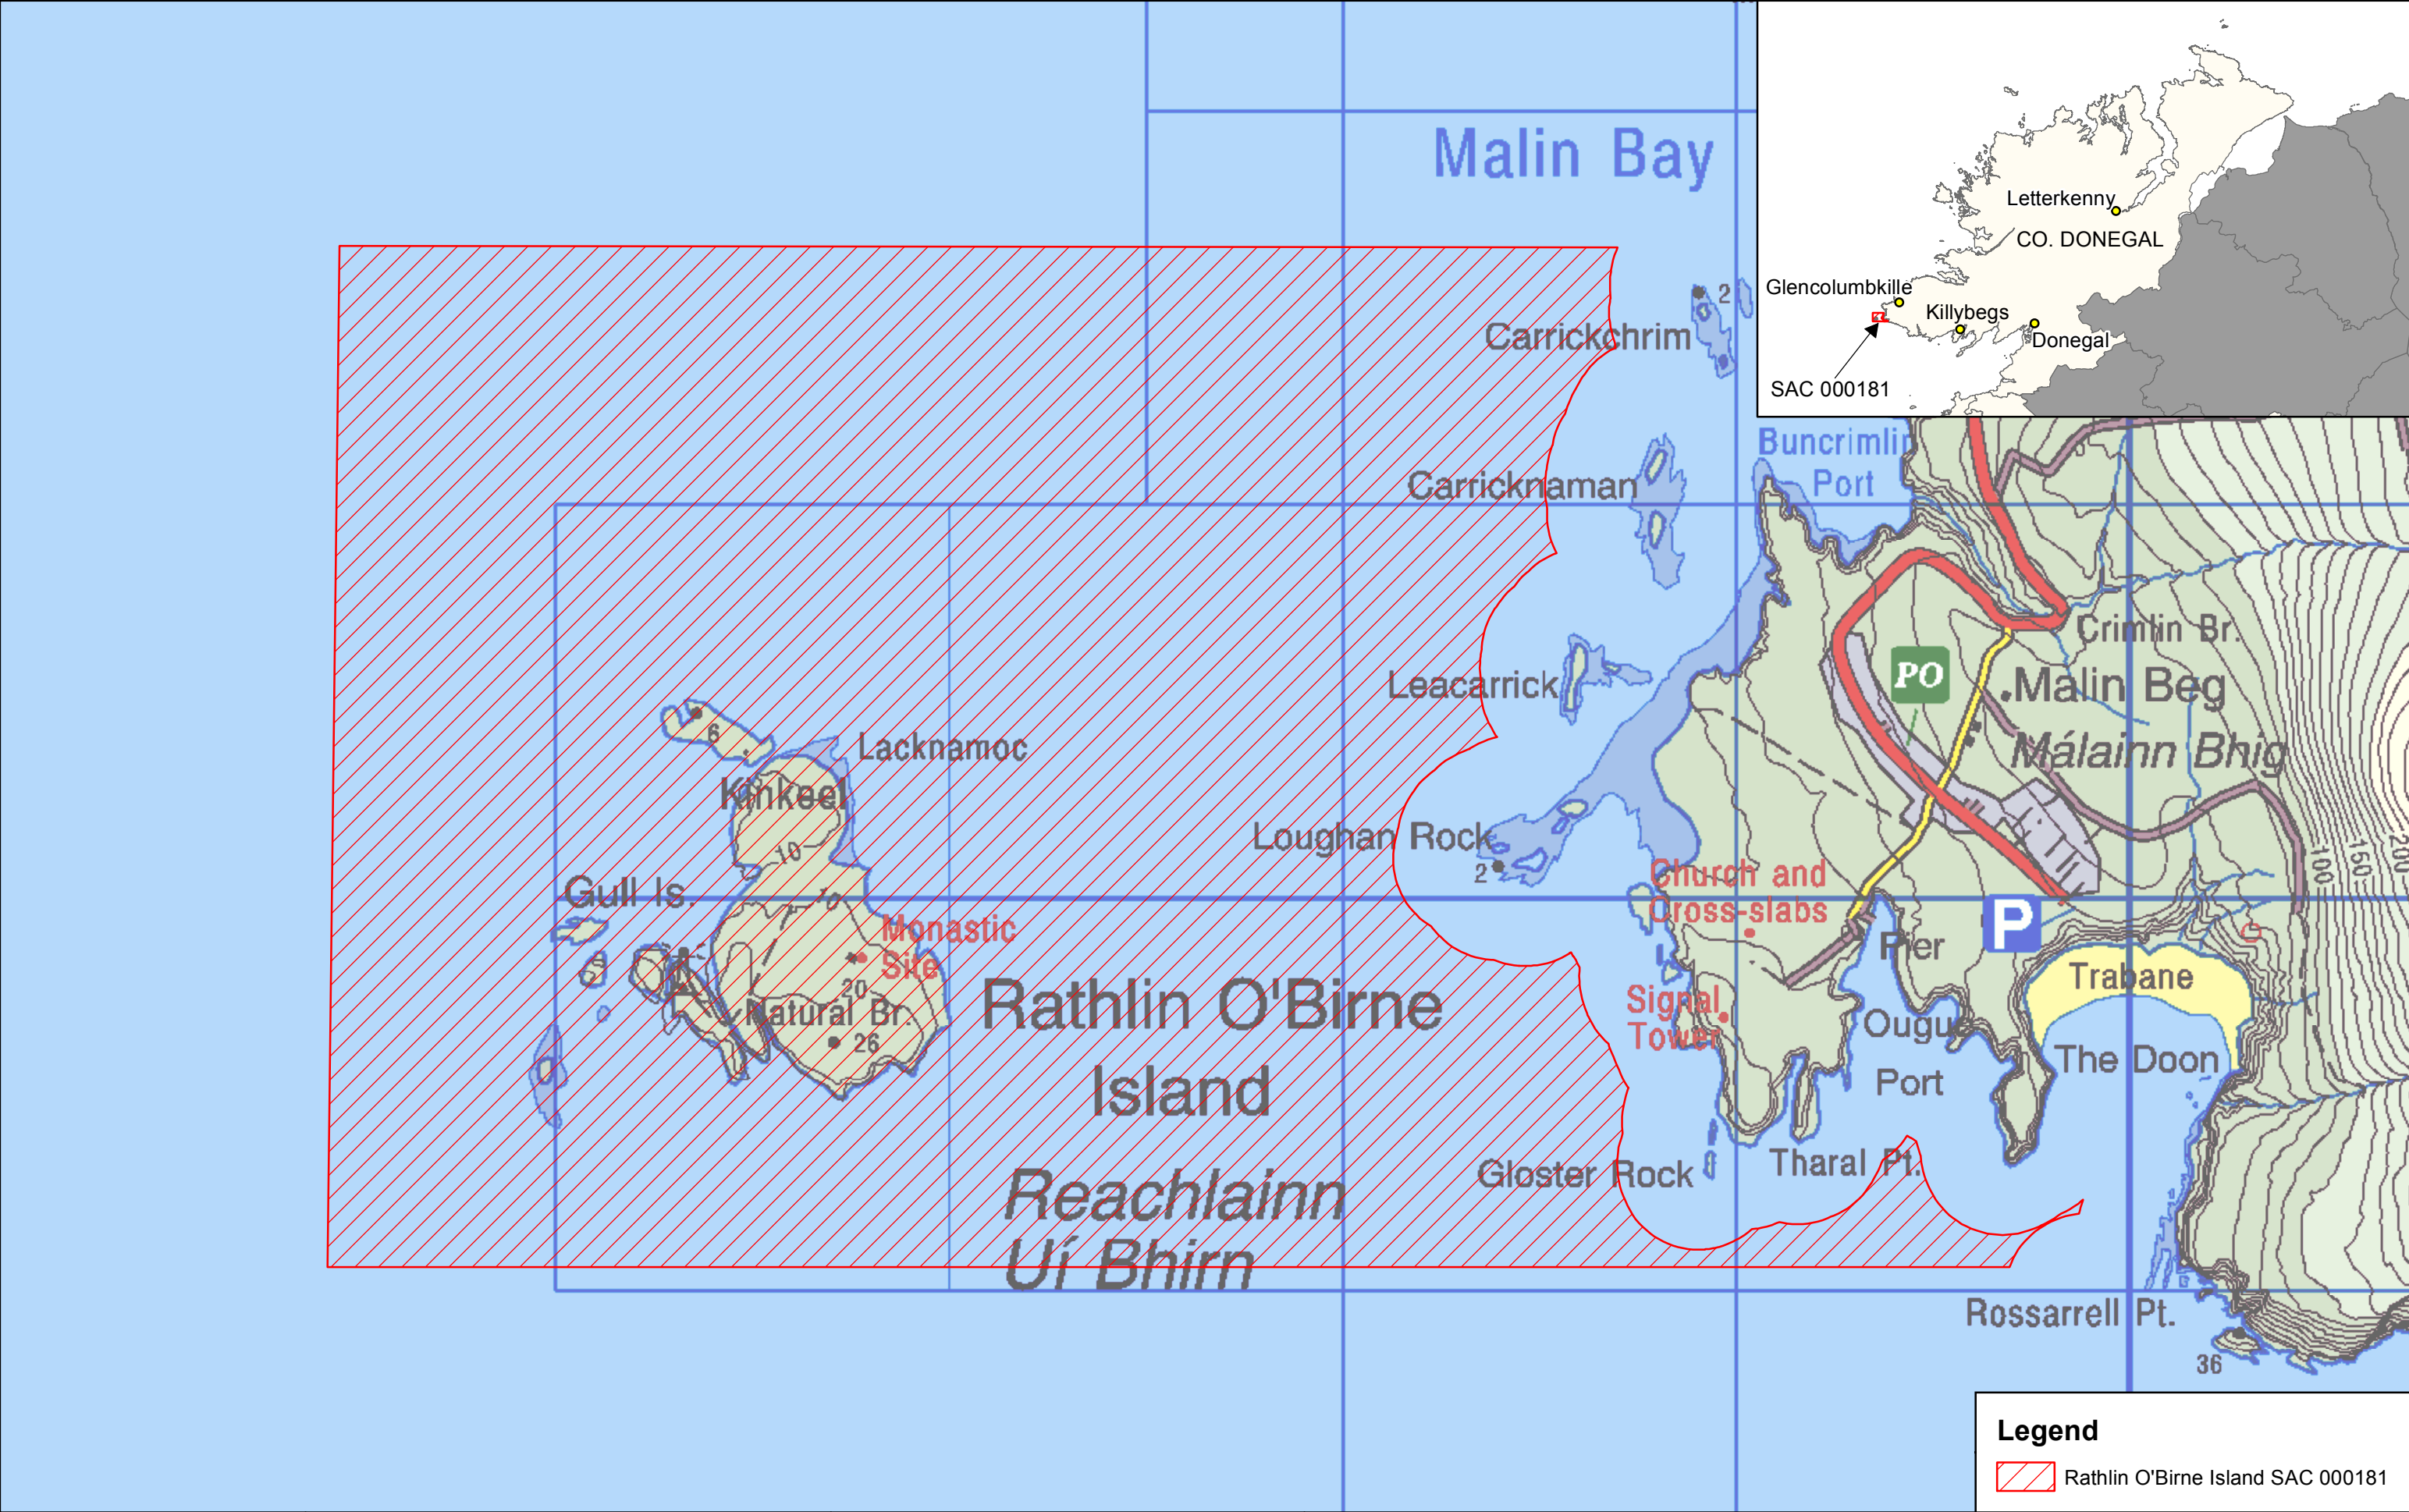 Malin Bay
Letterkenny
CO. DONEGAL
Glencolumbkille
Killybegs
Donegal
SAC 000181
2
Carrickchrim
Buncrimlin
Port
Carricknaman
Crimlin Br.
PO
Malin Beg
Málainn Bhig
Leacarrick
6
Lacknamoc
Kinkeel
10
Loughan Rock
2
100
150
200
Church and
Cross-slabs
Gull Is.
10
Monastic
Site
P
Pier
Trabane
20
Rathlin O'Birne
Island
Natural Br.
26
Signal
Tower
Ougue
Port
The Doon
Gloster Rock
Tharal Pt.
Reachlainn
Uí Bhirn
Rossarrell Pt.
36
Legend
Rathlin O'Birne Island SAC 000181